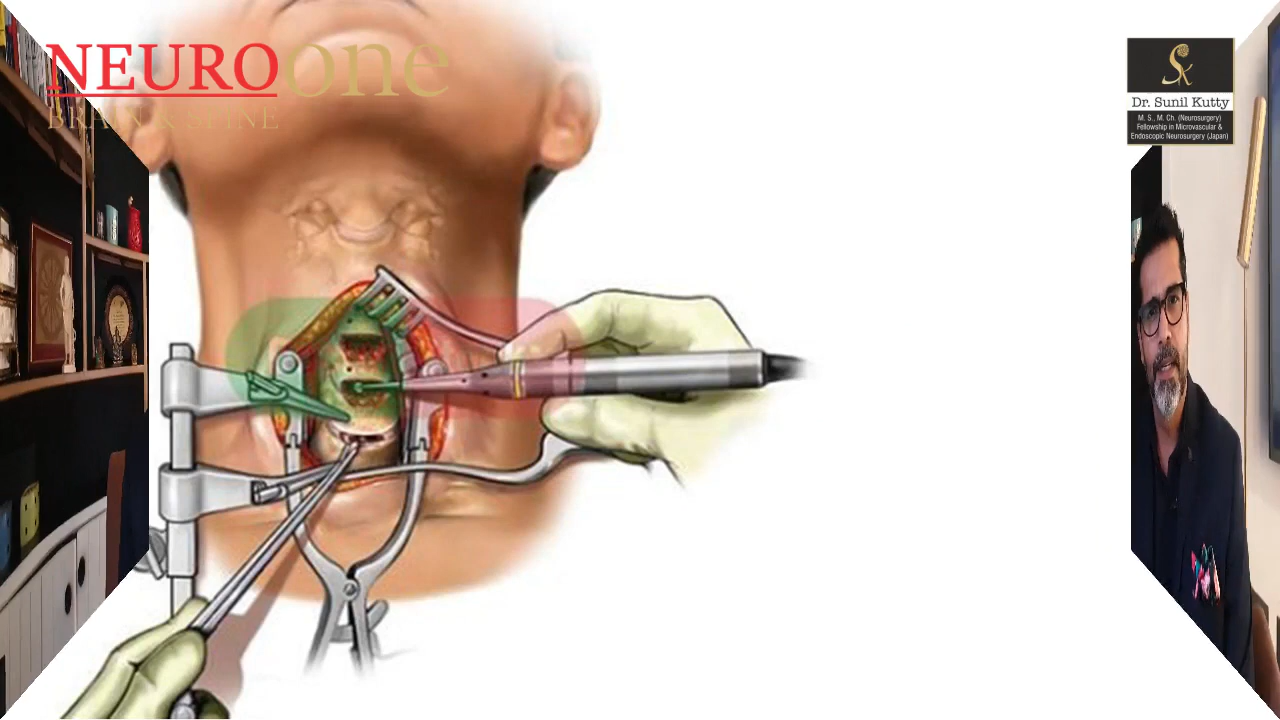 NEUROone
BRAIN & SPINE
Dr. Sunil Kutty
M. S., M. Ch. (Neurosurgery)
Fellowship in Microvascular &
Endoscopic Neurosurgery (Japan)